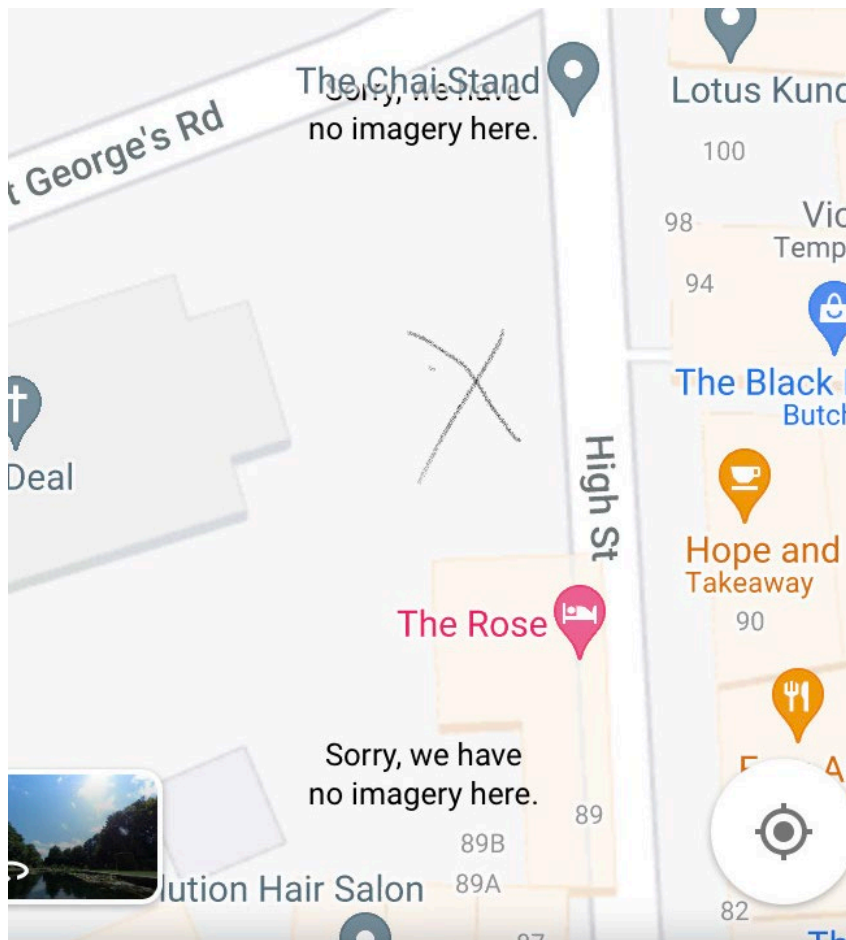 The Chai Stand
Sorry, we have
no imagery here.
Lotus Kund
t George's Rd
100
98
Vic
Temp
94
The Black
Butch
Deal
High St
Hope and
Takeaway
The Rose
90
Sorry, we have
no imagery here.
89
89B
89A
lution Hair Salon
82